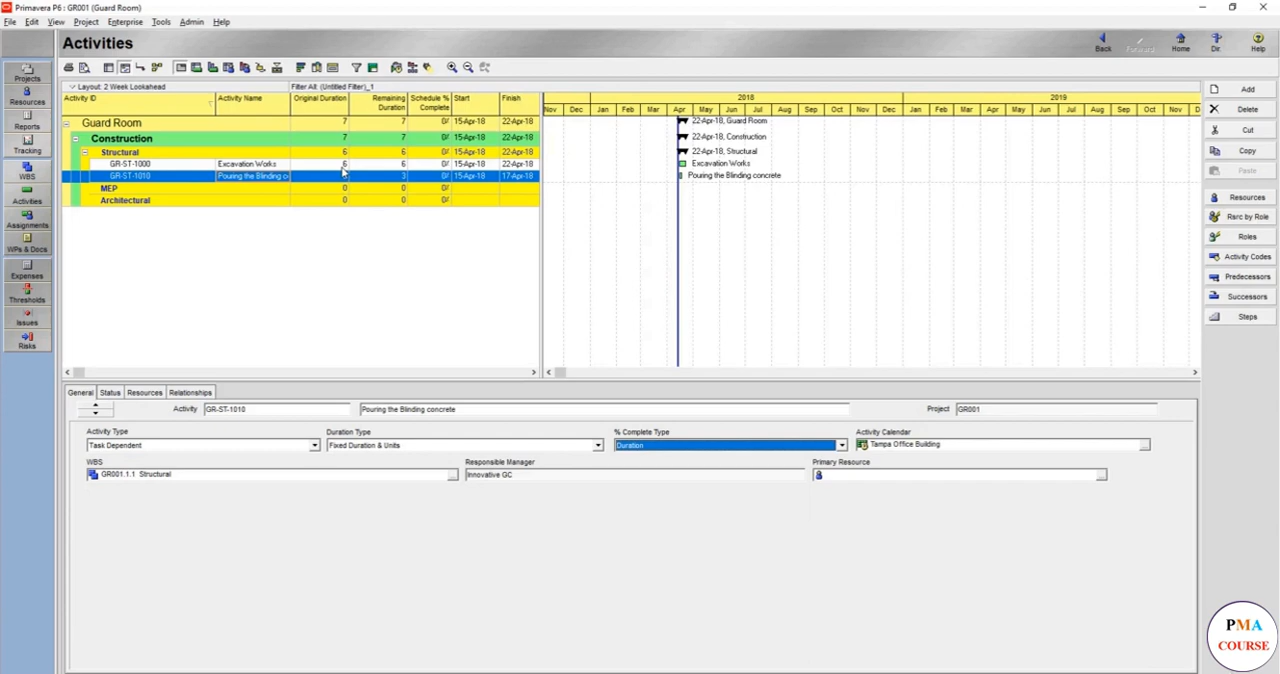 Primavera P6 : GR001 (Guard Room)
File Edit View Project Enterprise Tools Admin Help
Activities
Back Forward Home Dir. Help
Layout: 2 Week Lookahead Filter All: (Untitled Filter)_1
Activity ID Activity Name Original Duration Remaining Duration Schedule % Complete Start Finish
2018 2019
Nov Dec Jan Feb Mar Apr May Jun Jul Aug Sep Oct Nov Dec Jan Feb Mar Apr May Jun Jul Aug Sep Oct Nov D
Guard Room 7 7 0% 15-Apr-18 22-Apr-18 22-Apr-18, Guard Room
Construction 7 7 0% 15-Apr-18 22-Apr-18 22-Apr-18, Construction
Structural 6 6 0% 15-Apr-18 22-Apr-18 22-Apr-18, Structural
GR-ST-1000 Excavation Works 6 6 0% 15-Apr-18 22-Apr-18 Excavation Works
GR-ST-1010 Pouring the Blinding co 3 0% 15-Apr-18 17-Apr-18 Pouring the Blinding concrete
MEP 0 0 0%
Architectural 0 0 0%
Projects
Resources
Reports
Tracking
WBS
Activities
Assignments
WPs & Docs
Expenses
Thresholds
Issues
Risks
Add
Delete
Cut
Copy
Paste
Resources
Rsrc by Role
Roles
Activity Codes
Predecessors
Successors
Steps
General Status Resources Relationships
Activity GR-ST-1010 Pouring the Blinding concrete Project GR001
Activity Type Duration Type % Complete Type Activity Calendar
Task Dependent Fixed Duration & Units Duration Tampa Office Building
WBS Responsible Manager Primary Resource
GR001.1.1 Structural Innovative GC
PMA
COURSE